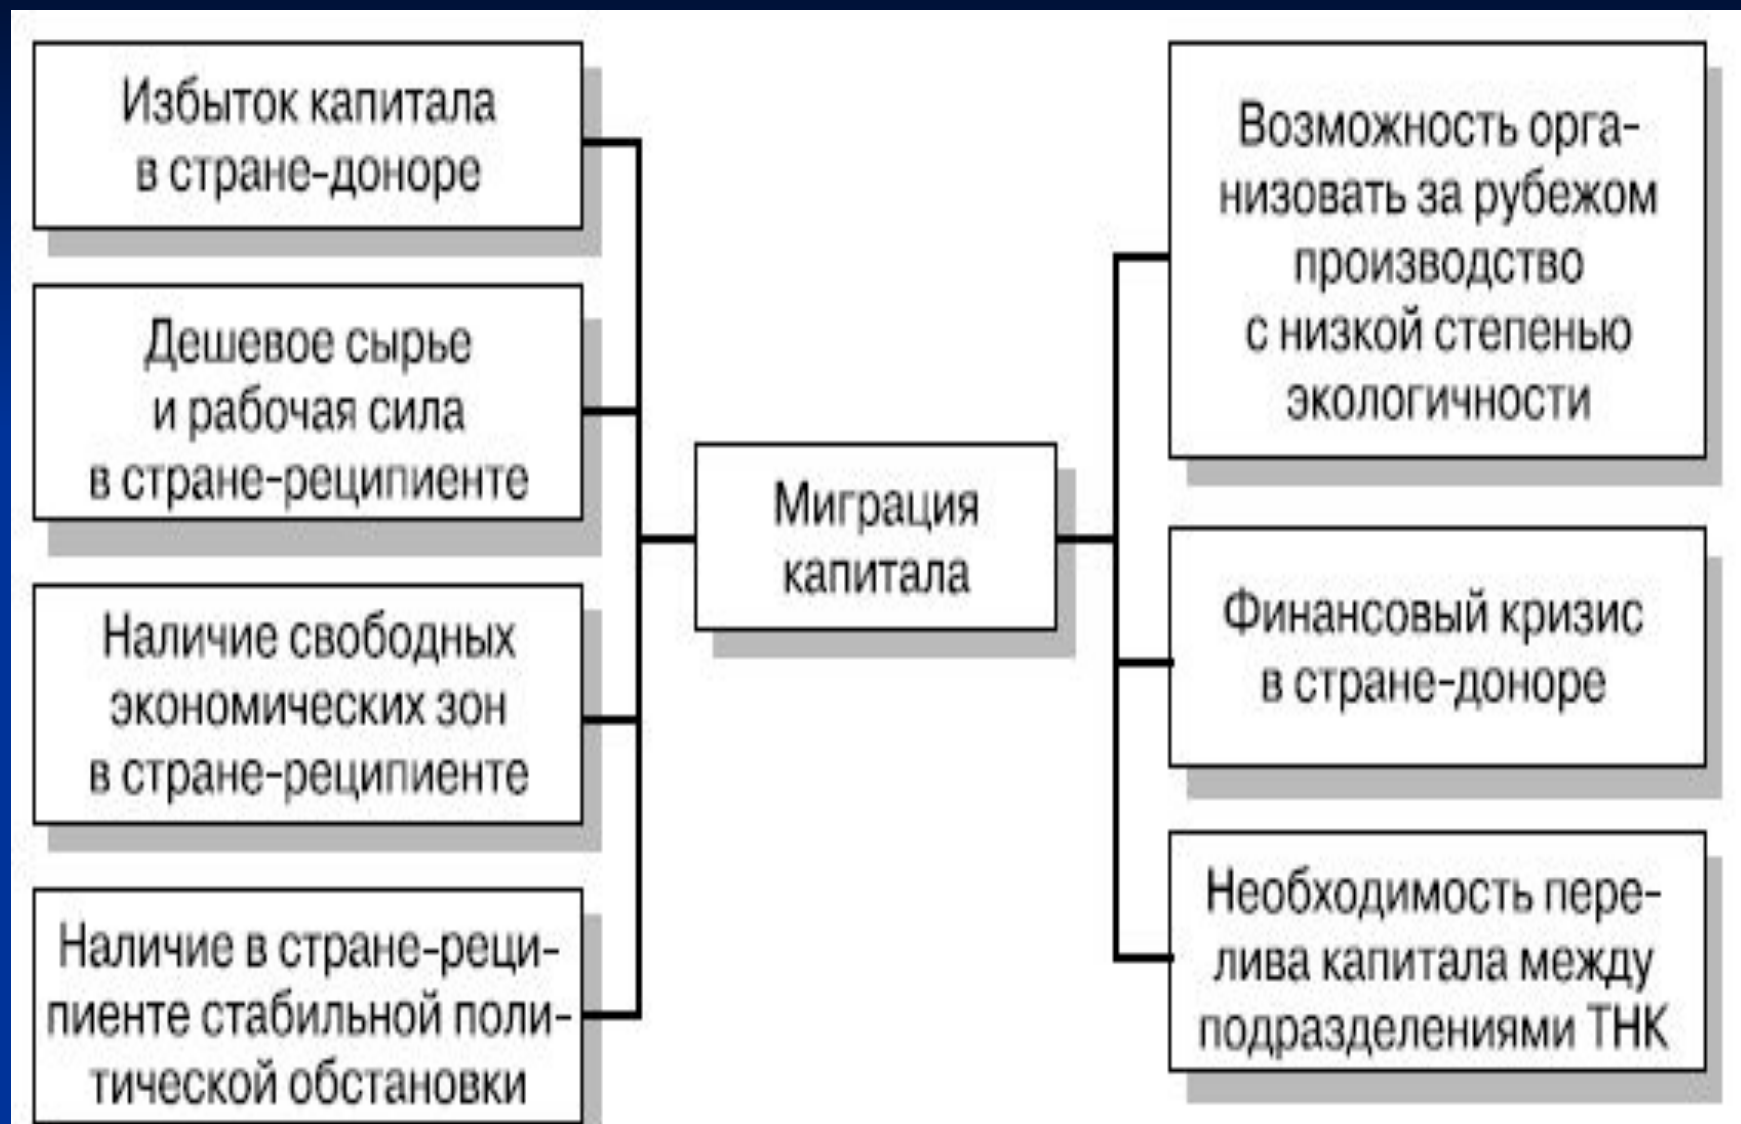 Избыток капитала
в стране-доноре
Дешевое сырье
и рабочая сила
в стране-реципиенте
Наличие свободных
экономических зон
в стране-реципиенте
Наличие в стране-реци-
пиенте стабильной поли-
тической обстановки
Миграция
капитала
Возможность орга-
низовать за рубежом
производство
с низкой степенью
экологичности
Финансовый кризис
в стране-доноре
Необходимость пере-
лива капитала между
подразделениями ТНК